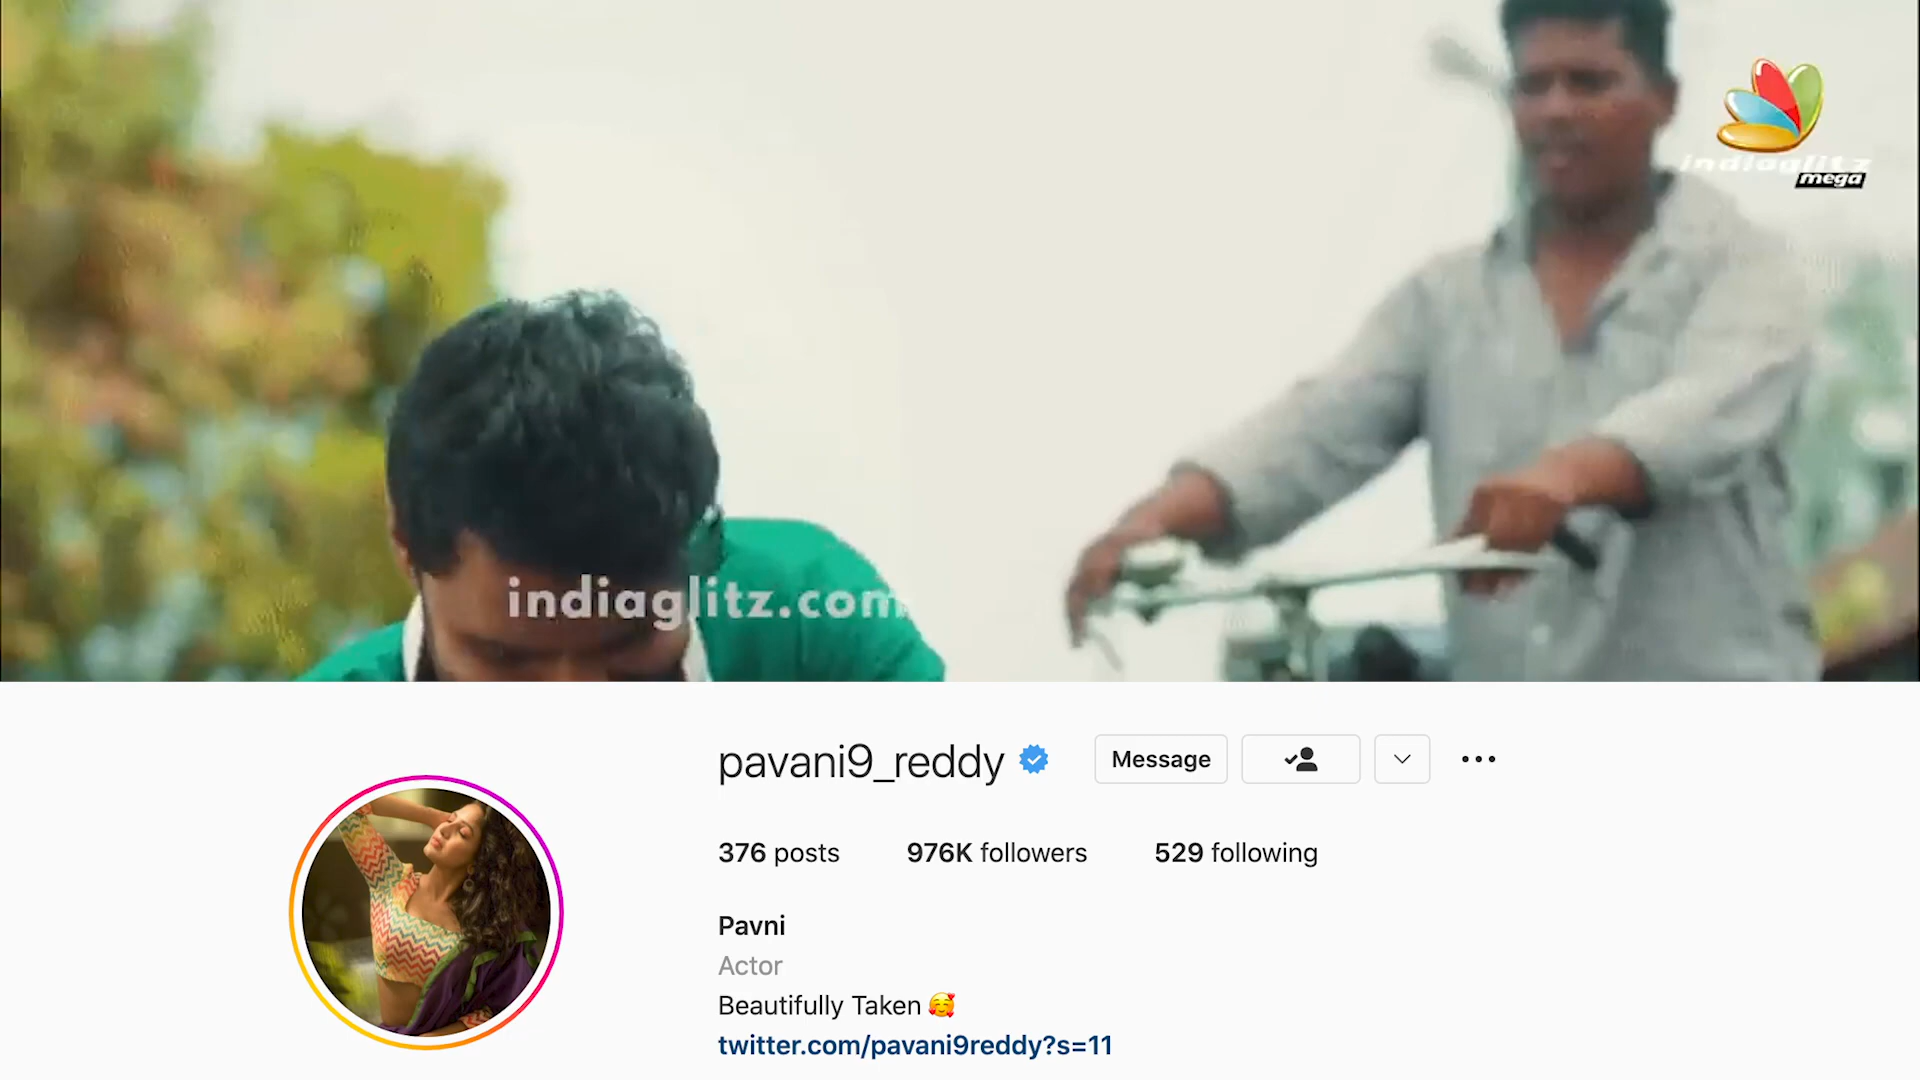 indiaglitz
mega
indiaglitz.com
pavani9_reddy
Message
376 posts 976K followers 529 following
Pavni
Actor
Beautifully Taken 🥰
twitter.com/pavani9reddy?s=11